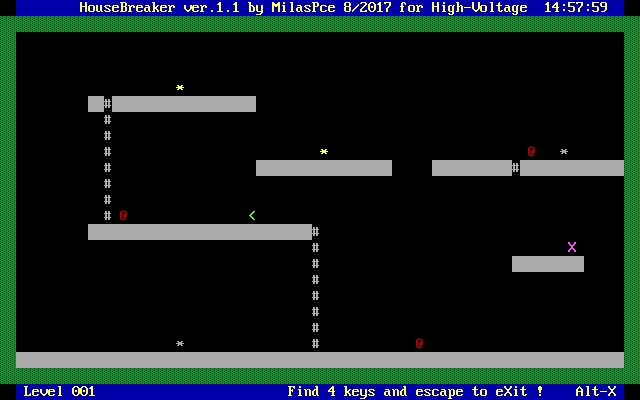 HouseBreaker ver.1.1 by MilasPce 8/2017 for High-Voltage 14:57:59
Level 001 Find 4 keys and escape to eXit ! Alt-X